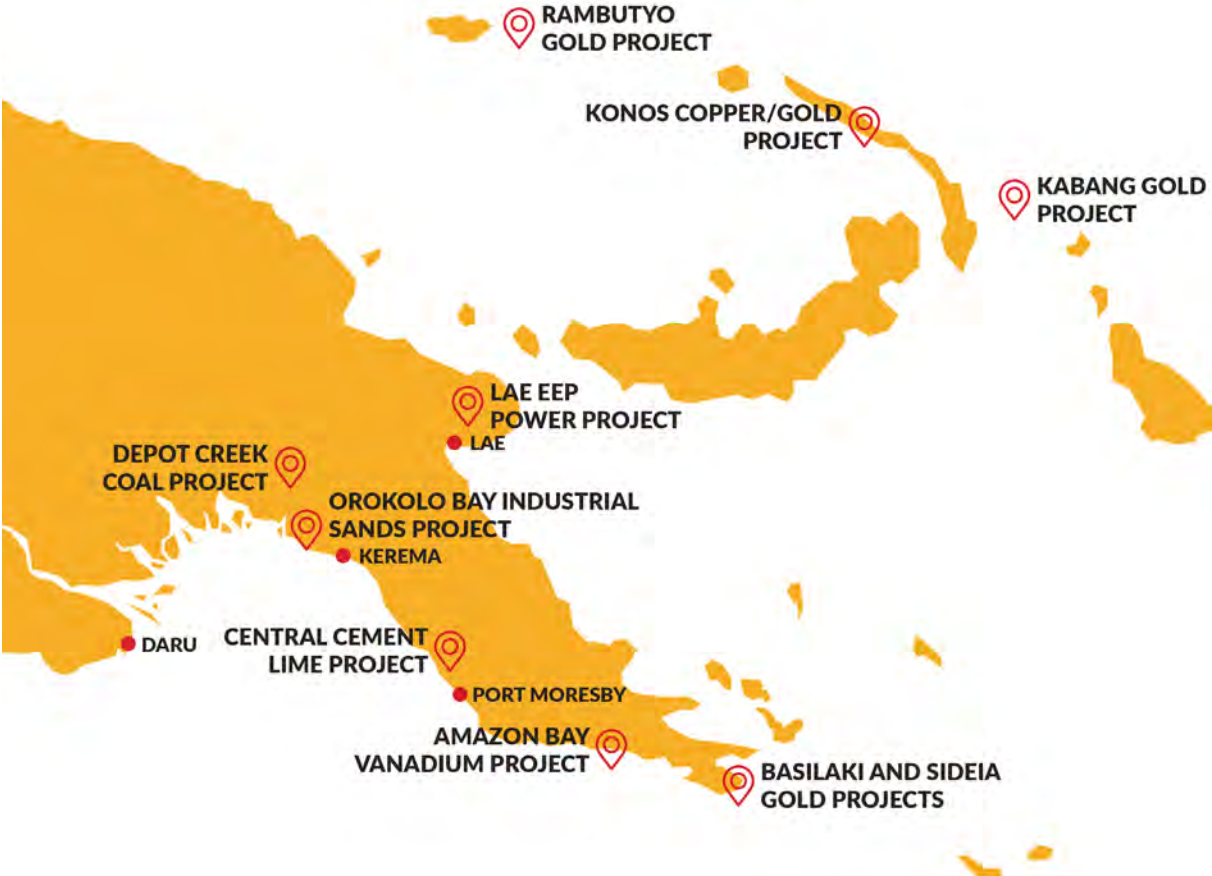 RAMBUTYO
GOLD PROJECT
KONOS COPPER/GOLD
PROJECT
KABANG GOLD
PROJECT
LAE EEP
POWER PROJECT
LAE
DEPOT CREEK
COAL PROJECT
OROKOLO BAY INDUSTRIAL
SANDS PROJECT
KEREMA
DARU
CENTRAL CEMENT
LIME PROJECT
PORT MORESBY
AMAZON BAY
VANADIUM PROJECT
BASILAKI AND SIDEIA
GOLD PROJECTS